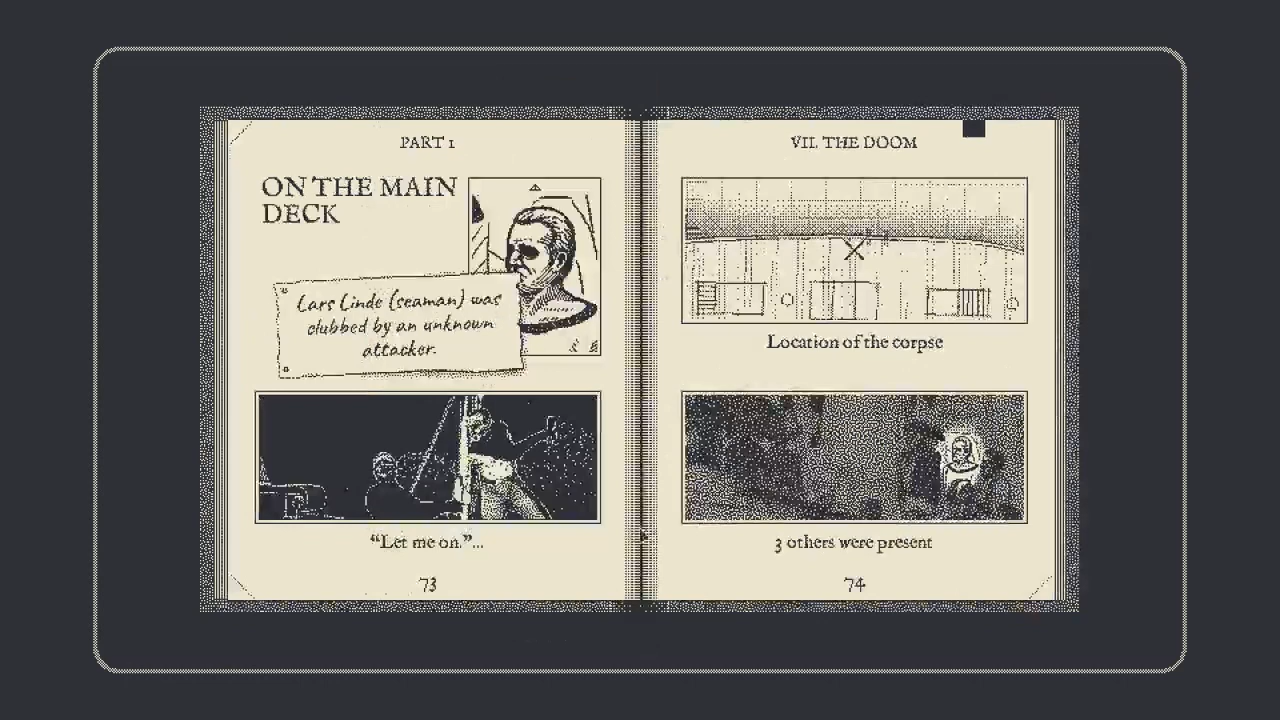 PART 1
ON THE MAIN
DECK
Lars Linde (seaman) was
clubbed by an unknown
attacker.
“Let me on.”...
73
VII. THE DOOM
Location of the corpse
3 others were present
74